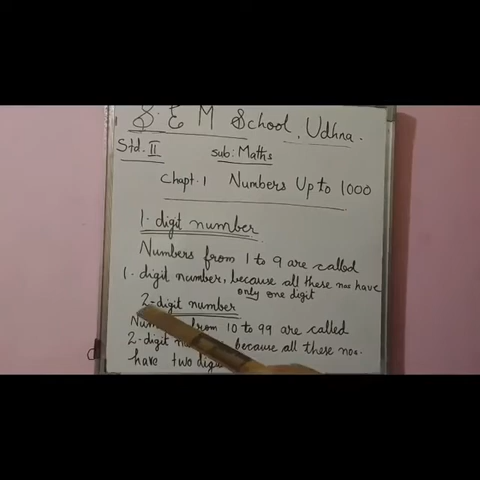 S. E M School, Udhna.
Std. II sub: Maths
Chapt. 1 Numbers Up to 1000
1. digit number
Numbers from 1 to 9 are called
1. digit number, because all these nos have
only one digit
2-digit number
from 10 to 99 are called
2-digit because all these nos.
have two